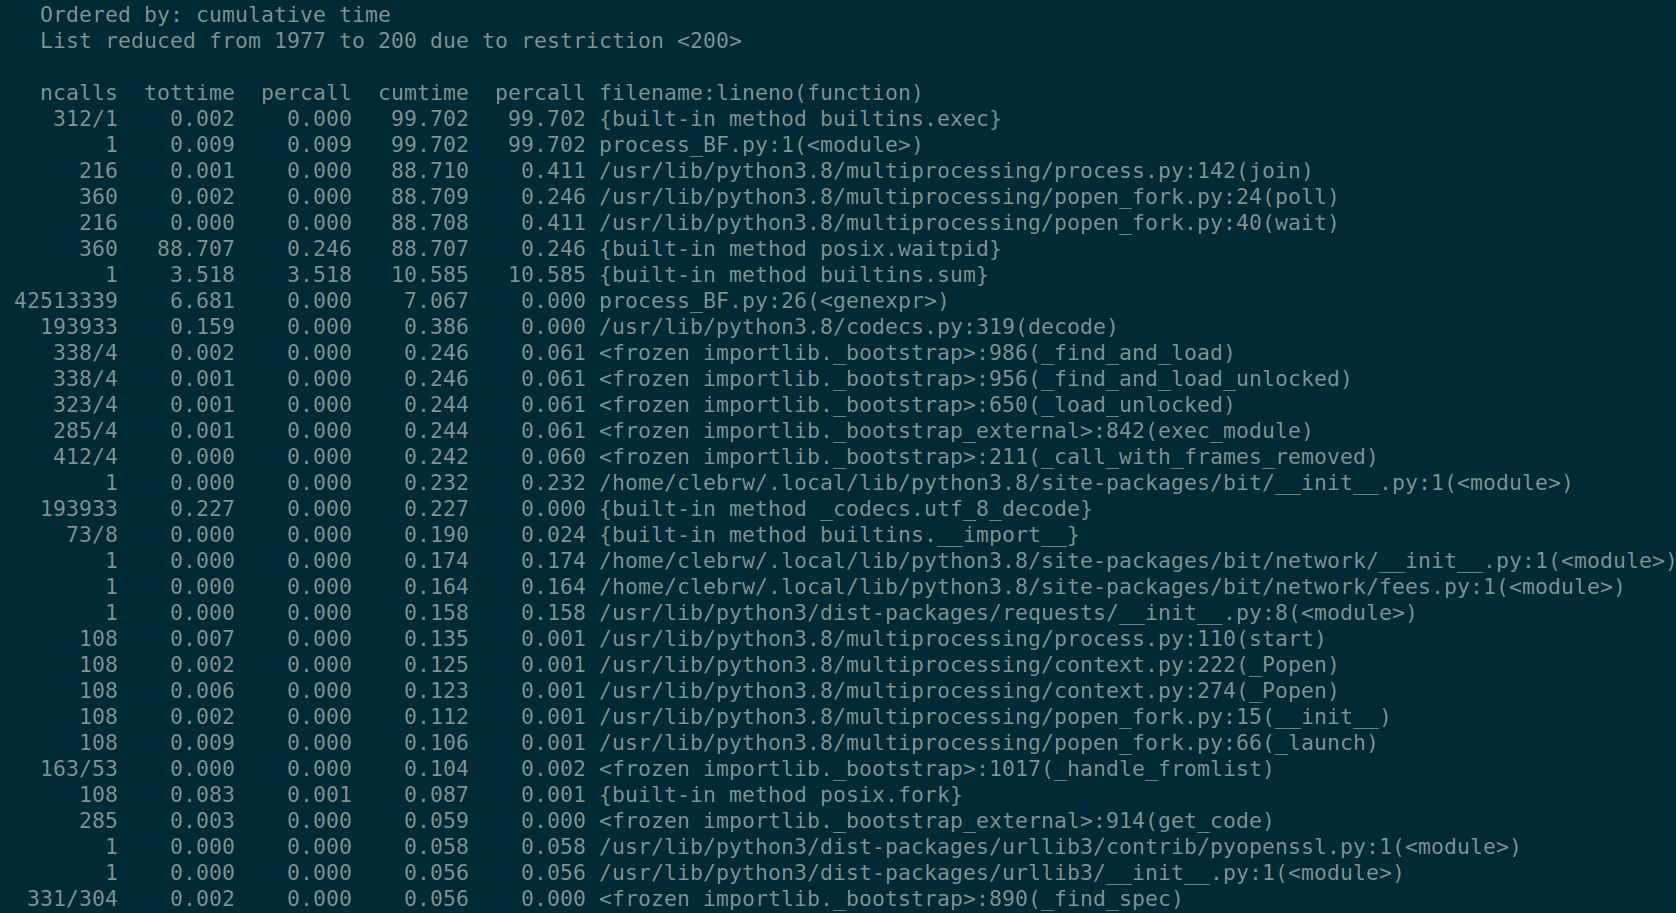 Ordered by: cumulative time
List reduced from 1977 to 200 due to restriction <200>
ncalls  tottime  percall  cumtime  percall filename:lineno(function)
312/1    0.002    0.000   99.702   99.702 {built-in method builtins.exec}
1    0.009    0.009   99.702   99.702 process_BF.py:1(<module>)
216    0.001    0.000   88.710    0.411 /usr/lib/python3.8/multiprocessing/process.py:142(join)
360    0.002    0.000   88.709    0.246 /usr/lib/python3.8/multiprocessing/popen_fork.py:24(poll)
216    0.000    0.000   88.708    0.411 /usr/lib/python3.8/multiprocessing/popen_fork.py:40(wait)
360   88.707    0.246   88.707    0.246 {built-in method posix.waitpid}
1    3.518    3.518   10.585   10.585 {built-in method builtins.sum}
42513339    6.681    0.000    7.067    0.000 process_BF.py:26(<genexpr>)
193933    0.159    0.000    0.386    0.000 /usr/lib/python3.8/codecs.py:319(decode)
338/4    0.002    0.000    0.246    0.061 <frozen importlib._bootstrap>:986(_find_and_load)
338/4    0.001    0.000    0.246    0.061 <frozen importlib._bootstrap>:956(_find_and_load_unlocked)
323/4    0.001    0.000    0.244    0.061 <frozen importlib._bootstrap>:650(_load_unlocked)
285/4    0.001    0.000    0.244    0.061 <frozen importlib._bootstrap_external>:842(exec_module)
412/4    0.000    0.000    0.242    0.060 <frozen importlib._bootstrap>:211(_call_with_frames_removed)
1    0.000    0.000    0.232    0.232 /home/clebrw/.local/lib/python3.8/site-packages/bit/__init__.py:1(<module>)
193933    0.227    0.000    0.227    0.000 {built-in method _codecs.utf_8_decode}
73/8    0.000    0.000    0.190    0.024 {built-in method builtins.__import__}
1    0.000    0.000    0.174    0.174 /home/clebrw/.local/lib/python3.8/site-packages/bit/network/__init__.py:1(<module>)
1    0.000    0.000    0.164    0.164 /home/clebrw/.local/lib/python3.8/site-packages/bit/network/fees.py:1(<module>)
1    0.000    0.000    0.158    0.158 /usr/lib/python3/dist-packages/requests/__init__.py:8(<module>)
108    0.007    0.000    0.135    0.001 /usr/lib/python3.8/multiprocessing/process.py:110(start)
108    0.002    0.000    0.125    0.001 /usr/lib/python3.8/multiprocessing/context.py:222(_Popen)
108    0.006    0.000    0.123    0.001 /usr/lib/python3.8/multiprocessing/context.py:274(_Popen)
108    0.002    0.000    0.112    0.001 /usr/lib/python3.8/multiprocessing/popen_fork.py:15(__init__)
108    0.009    0.000    0.106    0.001 /usr/lib/python3.8/multiprocessing/popen_fork.py:66(_launch)
163/53    0.000    0.000    0.104    0.002 <frozen importlib._bootstrap>:1017(_handle_fromlist)
108    0.083    0.001    0.087    0.001 {built-in method posix.fork}
285    0.003    0.000    0.059    0.000 <frozen importlib._bootstrap_external>:914(get_code)
1    0.000    0.000    0.058    0.058 /usr/lib/python3/dist-packages/urllib3/contrib/pyopenssl.py:1(<module>)
1    0.000    0.000    0.056    0.056 /usr/lib/python3/dist-packages/urllib3/__init__.py:1(<module>)
331/304    0.002    0.000    0.056    0.000 <frozen importlib._bootstrap>:890(_find_spec)